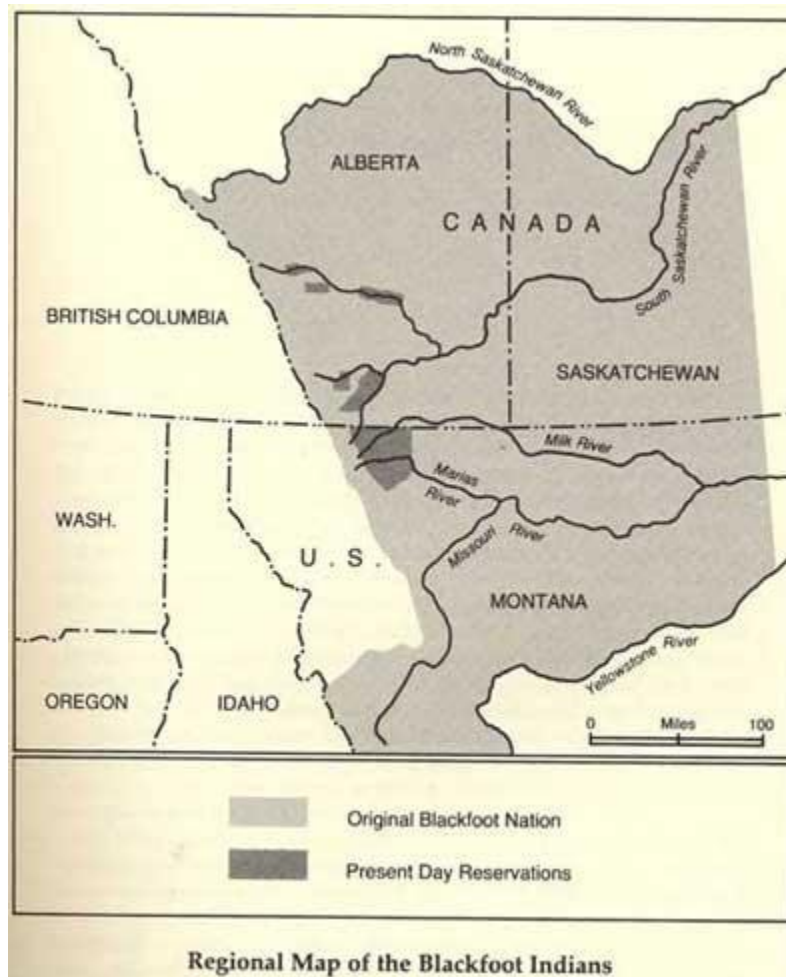 North Saskatchewan River
ALBERTA
CANADA
South Saskatchewan River
BRITISH COLUMBIA
SASKATCHEWAN
Milk River
Marias
River
WASH.
Missouri
River
U.S.
MONTANA
Yellowstone River
OREGON
IDAHO
0 Miles 100
Original Blackfoot Nation
Present Day Reservations
Regional Map of the Blackfoot Indians